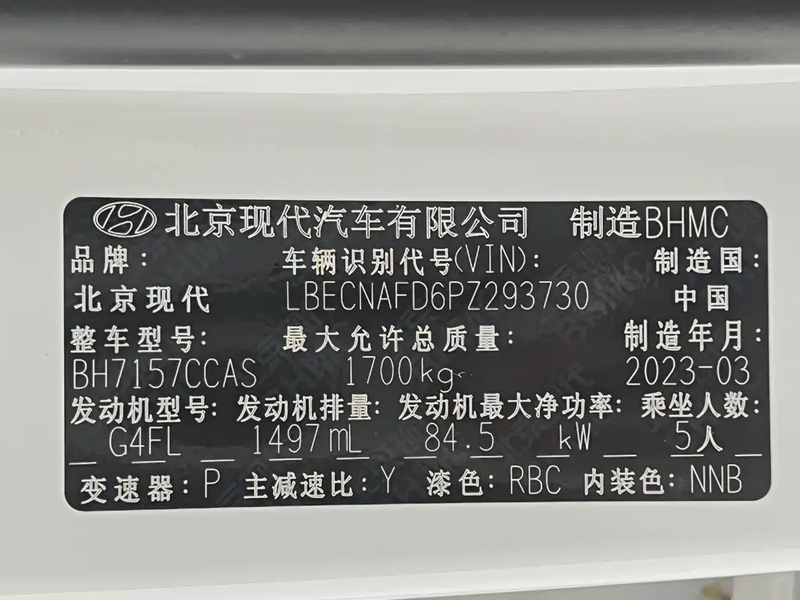 北京现代汽车有限公司 制造BHMC
品牌： 车辆识别代号(VIN)： 制造国：
北京现代 LBECNAFD6PZ293730 中国
整车型号： 最大允许总质量： 制造年月：
BH7157CCAS 1700kg 2023-03
发动机型号： 发动机排量： 发动机最大净功率： 乘坐人数：
G4FL 1497mL 84.5 kW 5人
变速器：P 主减速比：Y 漆色：RBC 内装色：NNB